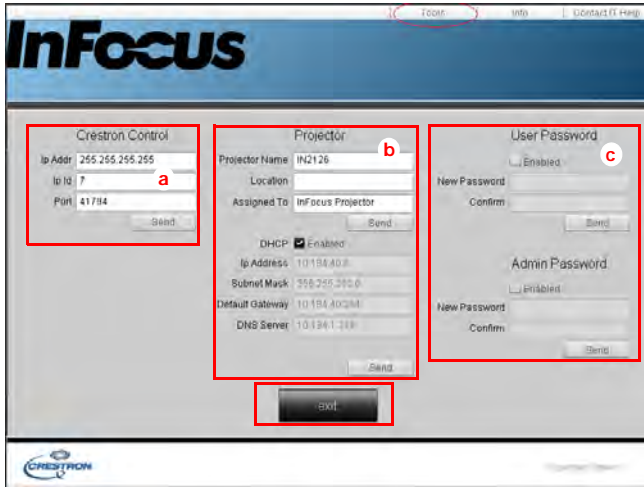 Tools Info Contact IT Help
InFocus
Crestron Control
Ip Addr 255.255.255.255
Ip Id 7
Port 41794
Send
a
Projector
b
Projector Name IN2126
Location
Assigned To InFocus Projector
Send
DHCP Enabled
Ip Address
Subnet Mask
Default Gateway
DNS Server
Send
User Password
c
Enabled
New Password
Confirm
Send
Admin Password
Enabled
New Password
Confirm
Send
exit
CRESTRON